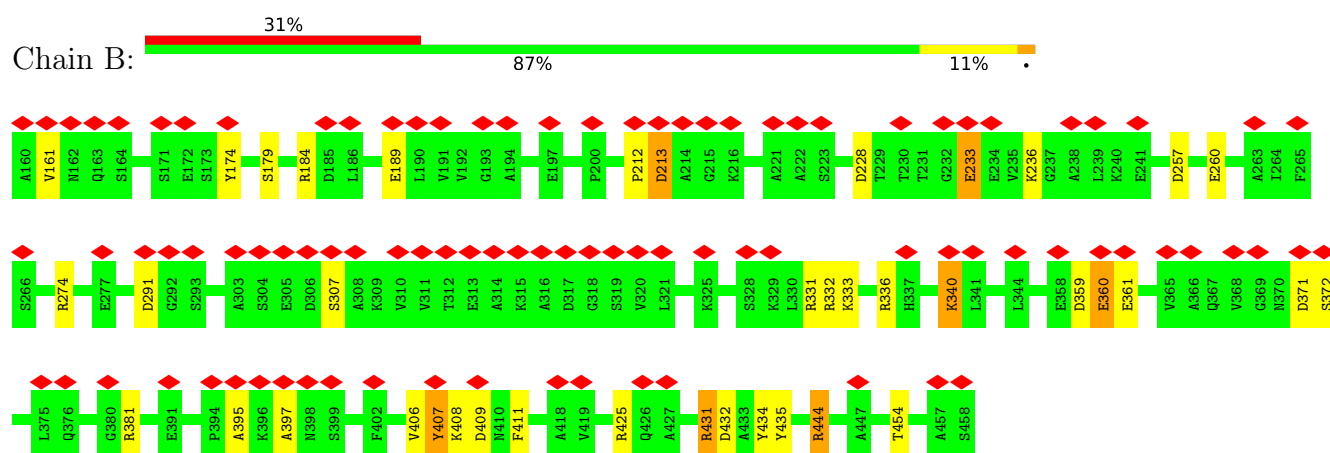 31%
Chain B:
87% 11% •
A160 V161 N162 Q163 S164 S171 E172 S173 Y174 S179 R184 D185 L186 E189 L190 V191 V192 G193 A194 E197 P200 P212 D213 A214 G215 K216 A221 A222 S223 D228 T229 T230 T231 G232 E233 E234 V235 K236 G237 A238 L239 K240 E241 D257 E260 A263 I264 F265
S266 R274 E277 D291 G292 S293 A303 S304 E305 D306 S307 A308 K309 V310 V311 T312 E313 A314 K315 A316 D317 G318 S319 V320 L321 K325 S328 K329 L330 R331 R332 K333 R336 H337 K340 L341 L344 E358 D359 E360 E361 V365 A366 Q367 V368 G369 N370 D371 S372
L375 Q376 G380 R381 E391 P394 A395 K396 A397 N398 S399 F402 V406 Y407 K408 D409 N410 F411 A418 V419 R425 Q426 A427 R431 D432 A433 Y434 Y435 R444 A447 T454 A457 S458